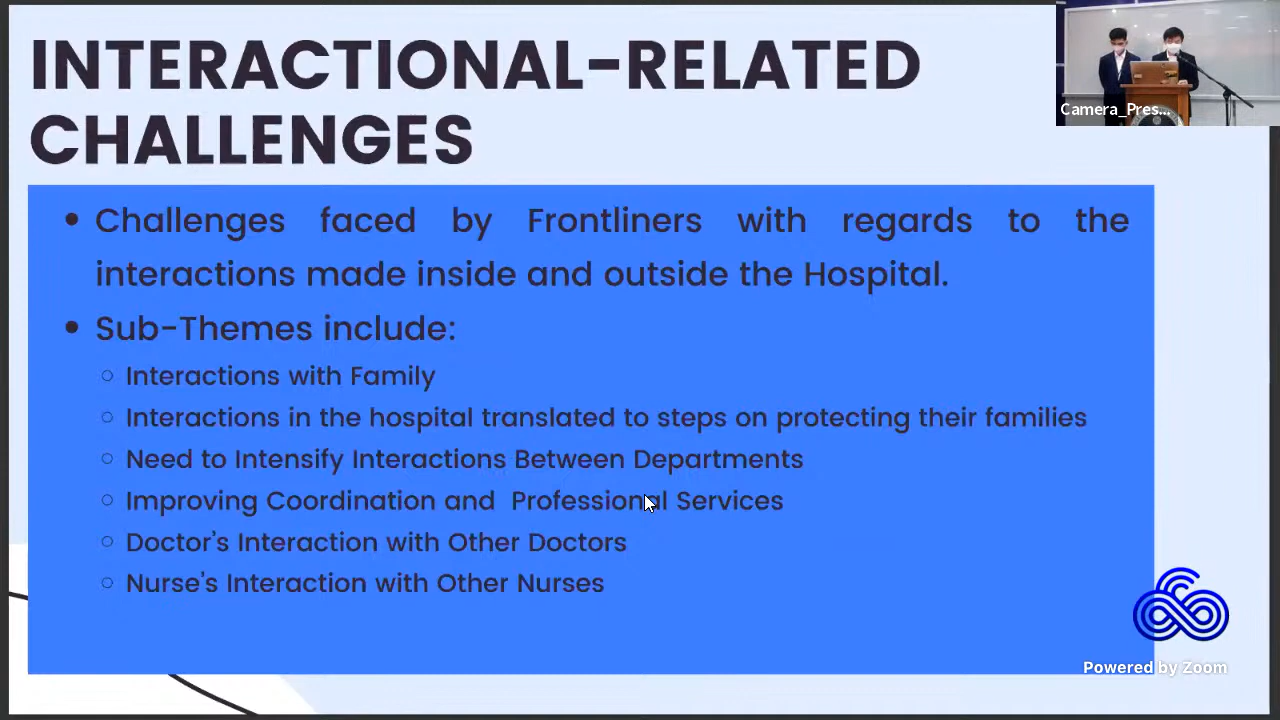 INTERACTIONAL-RELATED
CHALLENGES
Camera_Pres...
• Challenges faced by Frontliners with regards to the
interactions made inside and outside the Hospital.
• Sub-Themes include:
○ Interactions with Family
○ Interactions in the hospital translated to steps on protecting their families
○ Need to Intensify Interactions Between Departments
○ Improving Coordination and Professional Services
○ Doctor's Interaction with Other Doctors
○ Nurse's Interaction with Other Nurses
Powered by Zoom